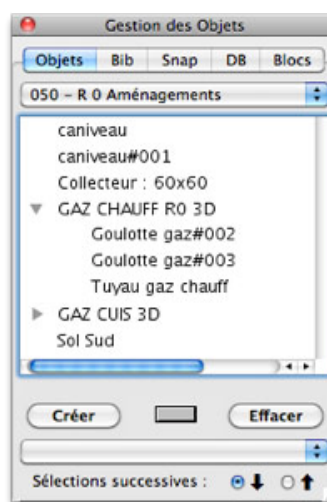 Gestion des Objets
Objets Bib Snap DB Blocs
050 – R 0 Aménagements
caniveau
caniveau#001
Collecteur : 60x60
GAZ CHAUFF R0 3D
Goulotte gaz#002
Goulotte gaz#003
Tuyau gaz chauff
GAZ CUIS 3D
Sol Sud
Créer Effacer
Sélections successives :